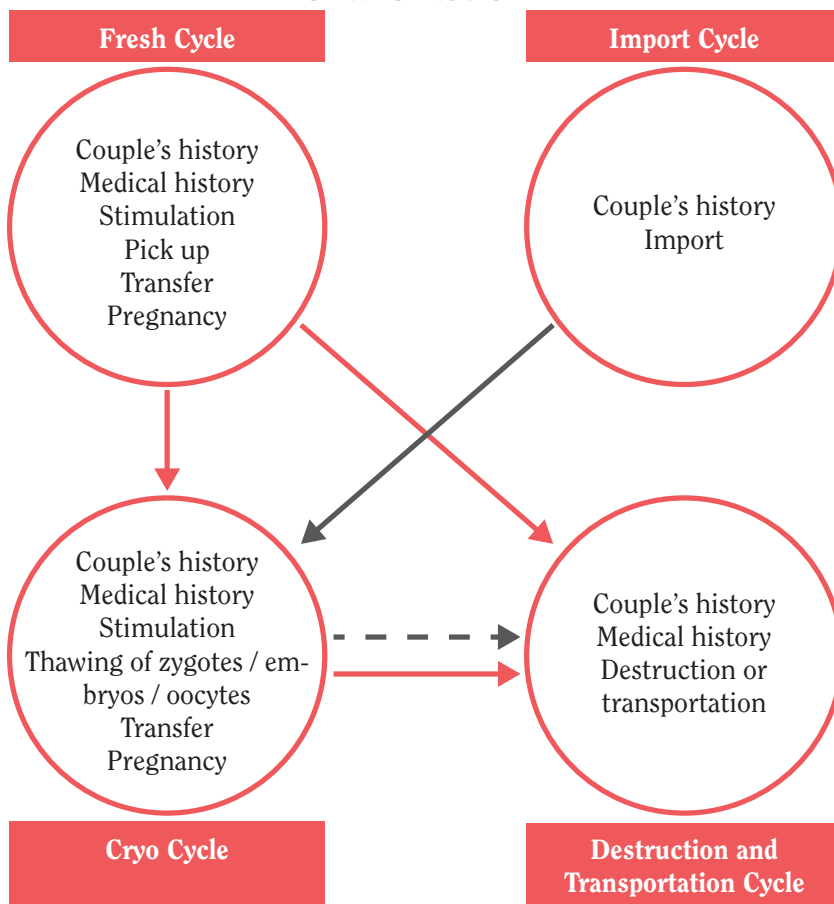 Fresh Cycle
Couple's history
Medical history
Stimulation
Pick up
Transfer
Pregnancy
Import Cycle
Couple's history
Import
Couple's history
Medical history
Stimulation
Thawing of zygotes / em-
bryos / oocytes
Transfer
Pregnancy
Cryo Cycle
Couple's history
Medical history
Destruction or
transportation
Destruction and
Transportation Cycle